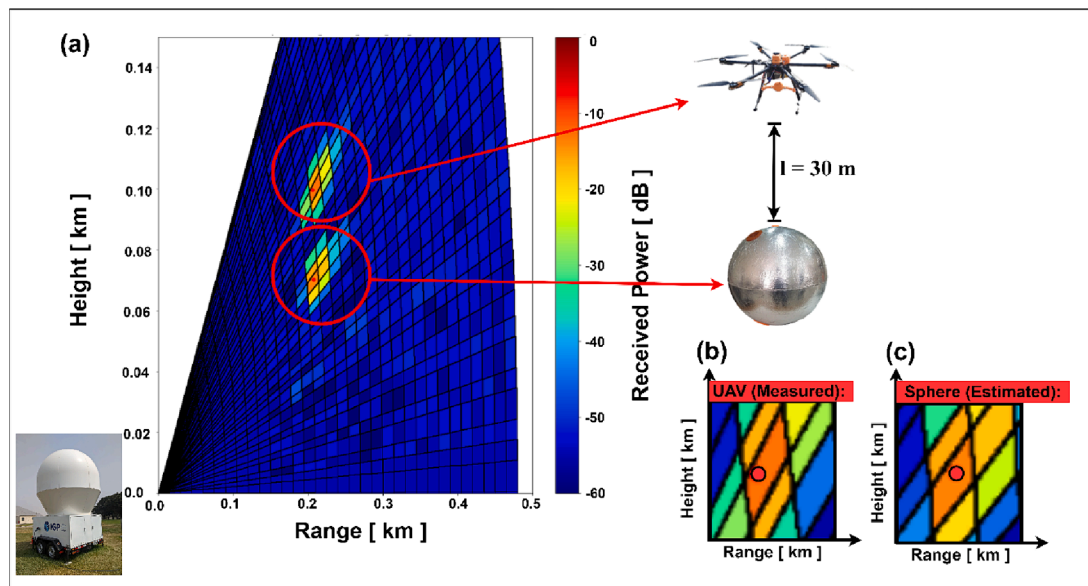 (a)
0.14
0.12
0.10
0.08
0.06
0.04
0.02
0.0
Height [ km ]
0.0
0.1
0.2
0.3
0.4
0.5
Range [ km ]
0
-10
-20
-30
-40
-50
-60
Received Power [ dB ]
l = 30 m
IGP
(b)
UAV (Measured):
Height [ km ]
Range [ km ]
(c)
Sphere (Estimated):
Height [ km ]
Range [ km ]